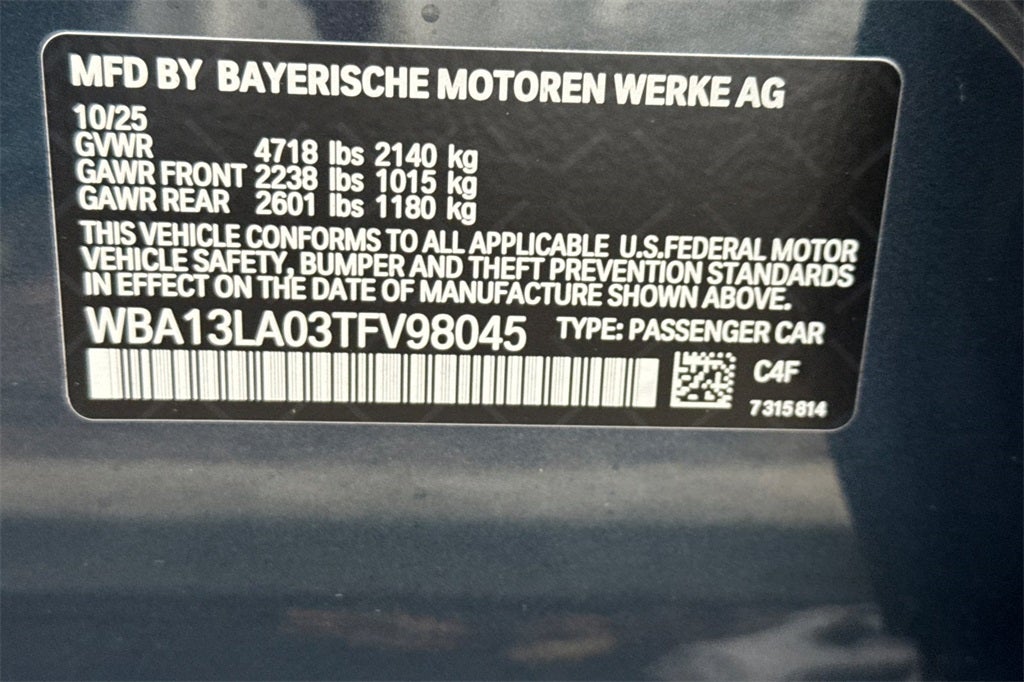 MFD BY BAYERISCHE MOTOREN WERKE AG
10/25
GVWR 4718 lbs 2140 kg
GAWR FRONT 2238 lbs 1015 kg
GAWR REAR 2601 lbs 1180 kg
THIS VEHICLE CONFORMS TO ALL APPLICABLE U.S.FEDERAL MOTOR
VEHICLE SAFETY, BUMPER AND THEFT PREVENTION STANDARDS
IN EFFECT ON THE DATE OF MANUFACTURE SHOWN ABOVE.
WBA13LA03TFV98045 TYPE: PASSENGER CAR
C4F
7315814